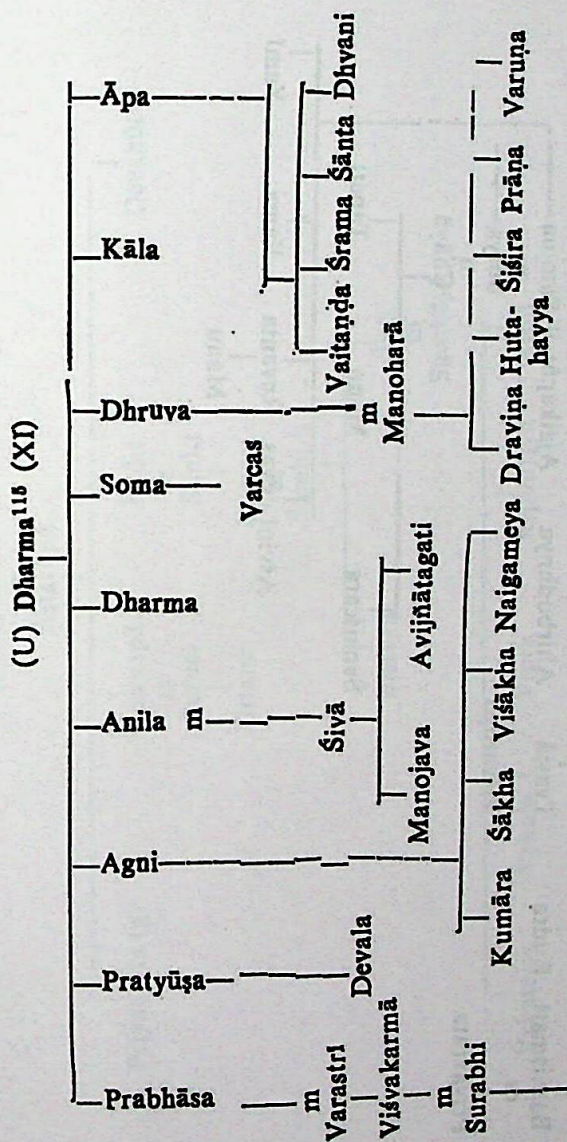 (U) Dharma¹¹⁵ (XI)
Prabhāsa Pratyūṣa Agni Anila Dharma Soma Dhruva Kāla Āpa
m
Varcas
m
Varastrī
Śivā
Vaitaṇḍa Śrama Śānta Dhvani
Devala
m
Viśvakarmā
Manoharā
Manojava Avijñātagati
m
Surabhi
Kumāra Śākha Viśākha Naigameya Draviṇa Huta-
havya
Śiśira Prāṇa Varuṇa